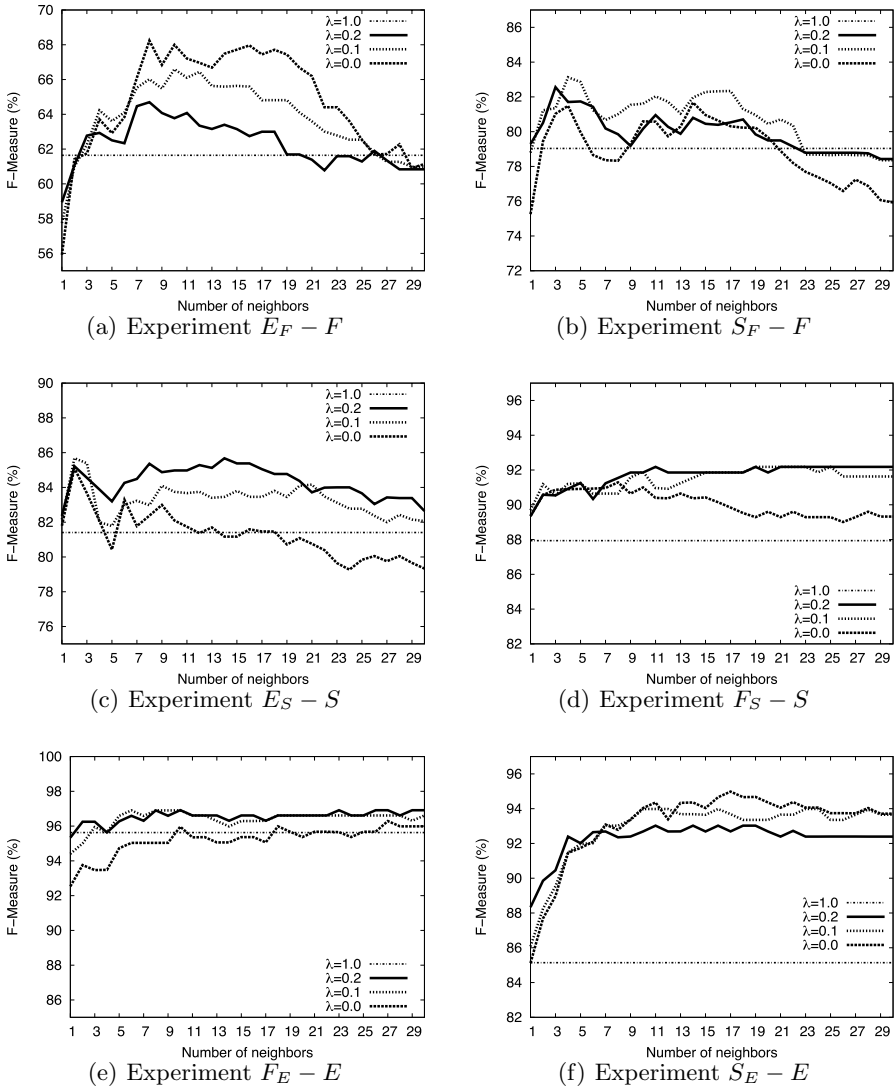 70
68
66
64
62
60
58
56
F-Measure (%)
λ=1.0
λ=0.2
λ=0.1
λ=0.0
1 3 5 7 9 11 13 15 17 19 21 23 25 27 29
Number of neighbors
(a) Experiment E_F − F
86
84
82
80
78
76
74
72
F-Measure (%)
λ=1.0
λ=0.2
λ=0.1
λ=0.0
1 3 5 7 9 11 13 15 17 19 21 23 25 27 29
Number of neighbors
(b) Experiment S_F − F
90
88
86
84
82
80
78
76
F-Measure (%)
λ=1.0
λ=0.2
λ=0.1
λ=0.0
1 3 5 7 9 11 13 15 17 19 21 23 25 27 29
Number of neighbors
(c) Experiment E_S − S
96
94
92
90
88
86
84
82
F-Measure (%)
λ=1.0
λ=0.2
λ=0.1
λ=0.0
1 3 5 7 9 11 13 15 17 19 21 23 25 27 29
Number of neighbors
(d) Experiment F_S − S
100
98
96
94
92
90
88
86
85
F-Measure (%)
λ=1.0
λ=0.2
λ=0.1
λ=0.0
1 3 5 7 9 11 13 15 17 19 21 23 25 27 29
Number of neighbors
(e) Experiment F_E − E
96
94
92
90
88
86
84
82
F-Measure (%)
λ=1.0
λ=0.2
λ=0.1
λ=0.0
1 3 5 7 9 11 13 15 17 19 21 23 25 27 29
Number of neighbors
(f) Experiment S_E − E